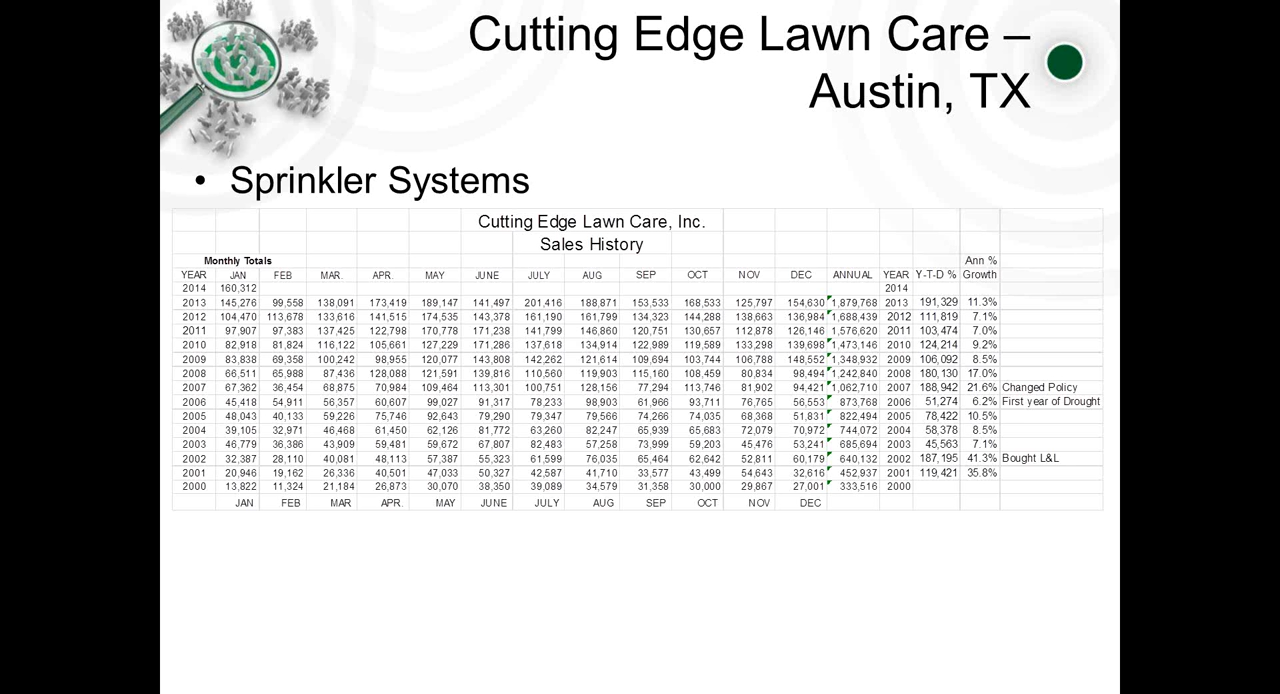 Cutting Edge Lawn Care –
Austin, TX
• Sprinkler Systems
Cutting Edge Lawn Care, Inc.
Sales History
Monthly Totals Ann %
YEAR JAN FEB MAR. APR. MAY JUNE JULY AUG SEP OCT NOV DEC ANNUAL YEAR Y-T-D % Growth
2014 160,312 2014
2013 145,276 99,558 138,091 173,419 189,147 141,497 201,416 188,871 153,533 168,533 125,797 154,630 1,879,768 2013 191,329 11.3%
2012 104,470 113,678 133,616 141,515 174,535 143,378 161,190 161,799 134,323 144,288 138,663 136,984 1,688,439 2012 111,819 7.1%
2011 97,907 97,383 137,425 122,798 170,778 171,238 141,799 146,860 120,751 130,657 112,878 126,146 1,576,620 2011 103,474 7.0%
2010 82,918 81,824 116,122 105,661 127,229 171,286 137,618 134,914 122,989 119,589 133,298 139,698 1,473,146 2010 124,214 9.2%
2009 83,838 69,358 100,242 98,955 120,077 143,808 142,262 121,614 109,694 103,744 106,788 148,552 1,348,932 2009 106,092 8.5%
2008 66,511 65,988 87,436 128,088 121,591 139,816 110,560 119,903 115,160 108,459 80,834 98,494 1,242,840 2008 180,130 17.0%
2007 67,362 36,454 68,875 70,984 109,464 113,301 100,751 128,156 77,294 113,746 81,902 94,421 1,062,710 2007 188,942 21.6% Changed Policy
2006 45,418 54,911 56,357 60,607 99,027 91,317 78,233 98,903 61,966 93,711 76,765 56,553 873,768 2006 51,274 6.2% First year of Drought
2005 48,043 40,133 59,226 75,746 92,643 79,290 79,347 79,566 74,266 74,035 68,368 51,831 822,494 2005 78,422 10.5%
2004 39,105 32,971 46,468 61,450 62,126 81,772 63,260 82,247 65,939 65,683 72,079 70,972 744,072 2004 58,378 8.5%
2003 46,779 36,386 43,909 59,481 59,672 67,807 82,483 57,258 73,999 59,203 45,476 53,241 685,694 2003 45,563 7.1%
2002 32,387 28,110 40,081 48,113 57,387 55,323 61,599 76,035 65,464 62,642 52,811 60,179 640,132 2002 187,195 41.3% Bought L&L
2001 20,946 19,162 26,336 40,501 47,033 50,327 42,587 41,710 33,577 43,499 54,643 32,616 452,937 2001 119,421 35.8%
2000 13,822 11,324 21,184 26,873 30,070 38,350 39,089 34,579 31,358 30,000 29,867 27,001 333,516 2000
JAN FEB MAR APR. MAY JUNE JULY AUG SEP OCT NOV DEC